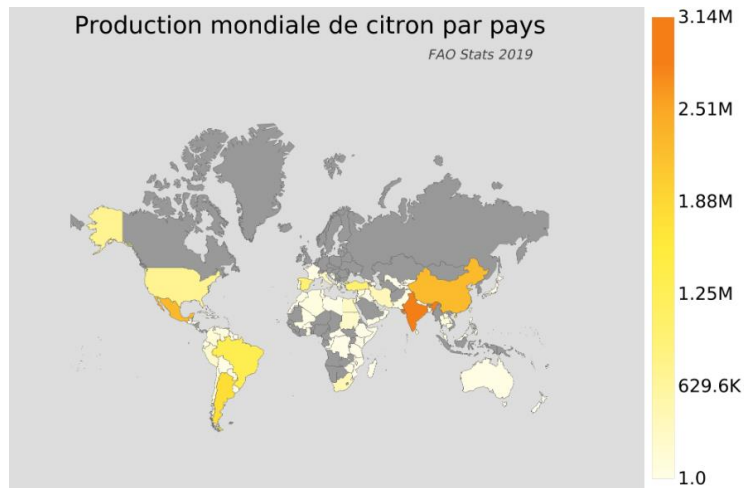 Production mondiale de citron par pays
FAO Stats 2019
3.14M
2.51M
1.88M
1.25M
629.6K
1.0